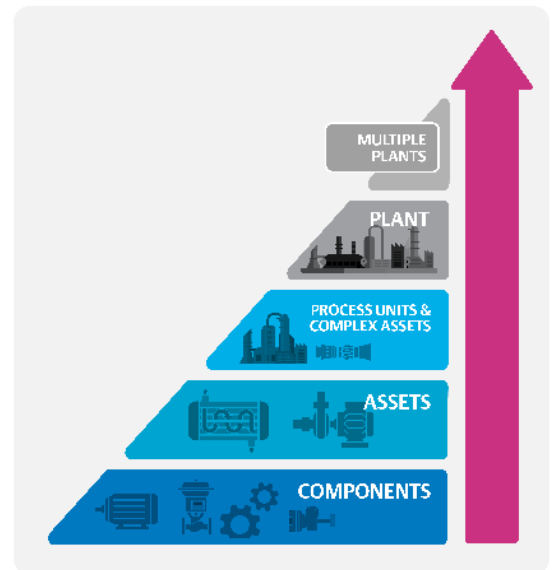 MULTIPLE
PLANTS
PLANT
PROCESS UNITS &
COMPLEX ASSETS
ASSETS
COMPONENTS